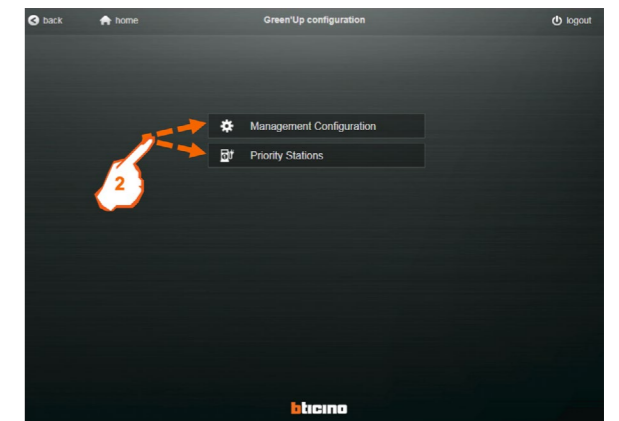 back home Green'Up configuration logout
Management Configuration
Priority Stations
2
bticino